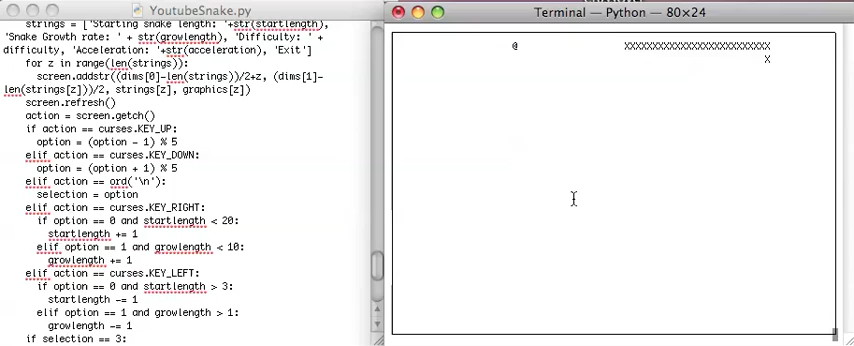 YoutubeSnake.py
strings = ['Starting snake length: '+str(startlength),
'Snake Growth rate: ' + str(growlength), 'Difficulty: ' +
difficulty, 'Acceleration: '+str(acceleration), 'Exit']
for z in range(len(strings)):
screen.addstr((dims[0]-len(strings))/2+z, (dims[1]-
len(strings[z]))/2, strings[z], graphics[z])
screen.refresh()
action = screen.getch()
if action == curses.KEY_UP:
option = (option - 1) % 5
elif action == curses.KEY_DOWN:
option = (option + 1) % 5
elif action == ord('\n'):
selection = option
elif action == curses.KEY_RIGHT:
if option == 0 and startlength < 20:
startlength += 1
elif option == 1 and growlength < 10:
growlength += 1
elif action == curses.KEY_LEFT:
if option == 0 and startlength > 3:
startlength -= 1
elif option == 1 and growlength > 1:
growlength -= 1
if selection == 3:
Terminal — Python — 80×24
@ XXXXXXXXXXXXXXXXXXXXXXXXXX
X